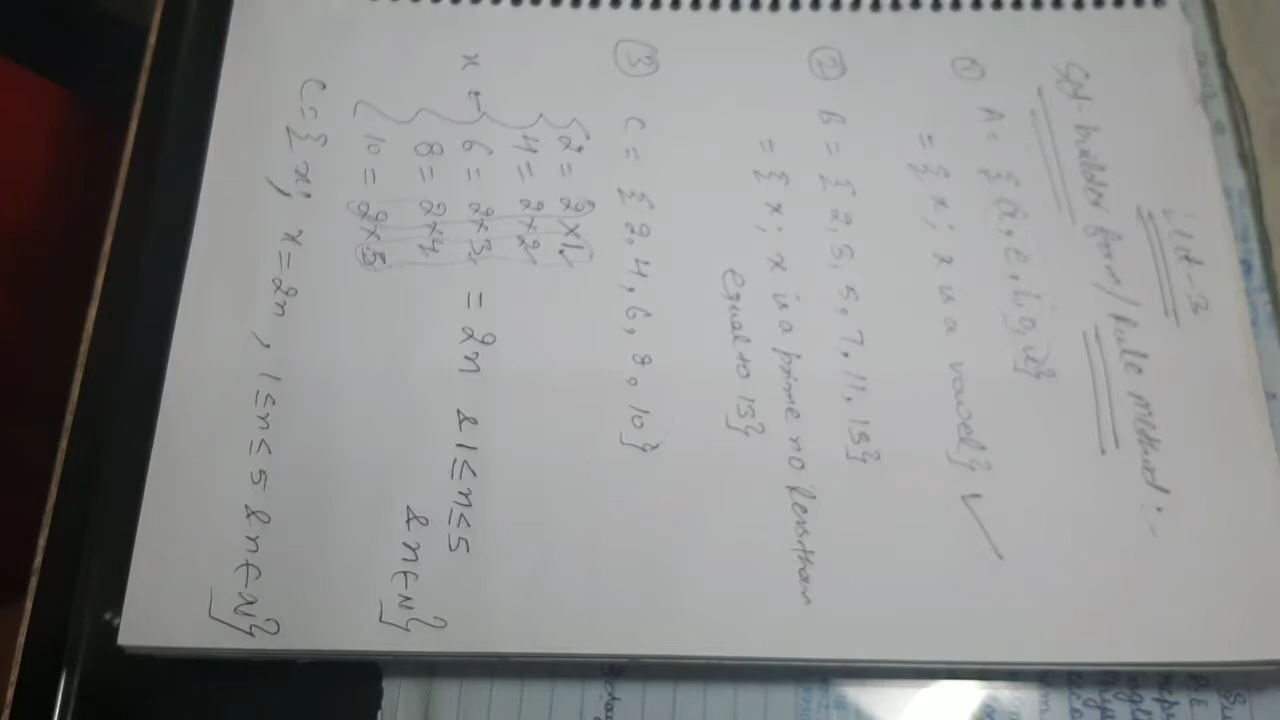 Set builder form / Rule method :-
① A = { a, e, i, o, u}
= { x ; x is a vowel} ✓
② B = { 2, 3, 5, 7, 11, 13}
= { x ; x is a prime no less than
equal to 13}
③ C = { 2, 4, 6, 8, 10}
2 = 2×1
4 = 2×2
x 6 = 2×3 = 2n & 1≤n≤5
8 = 2×4 & n∈N}
10 = 2×5
C = { x ; x = 2n , 1≤n≤5 & n∈N}